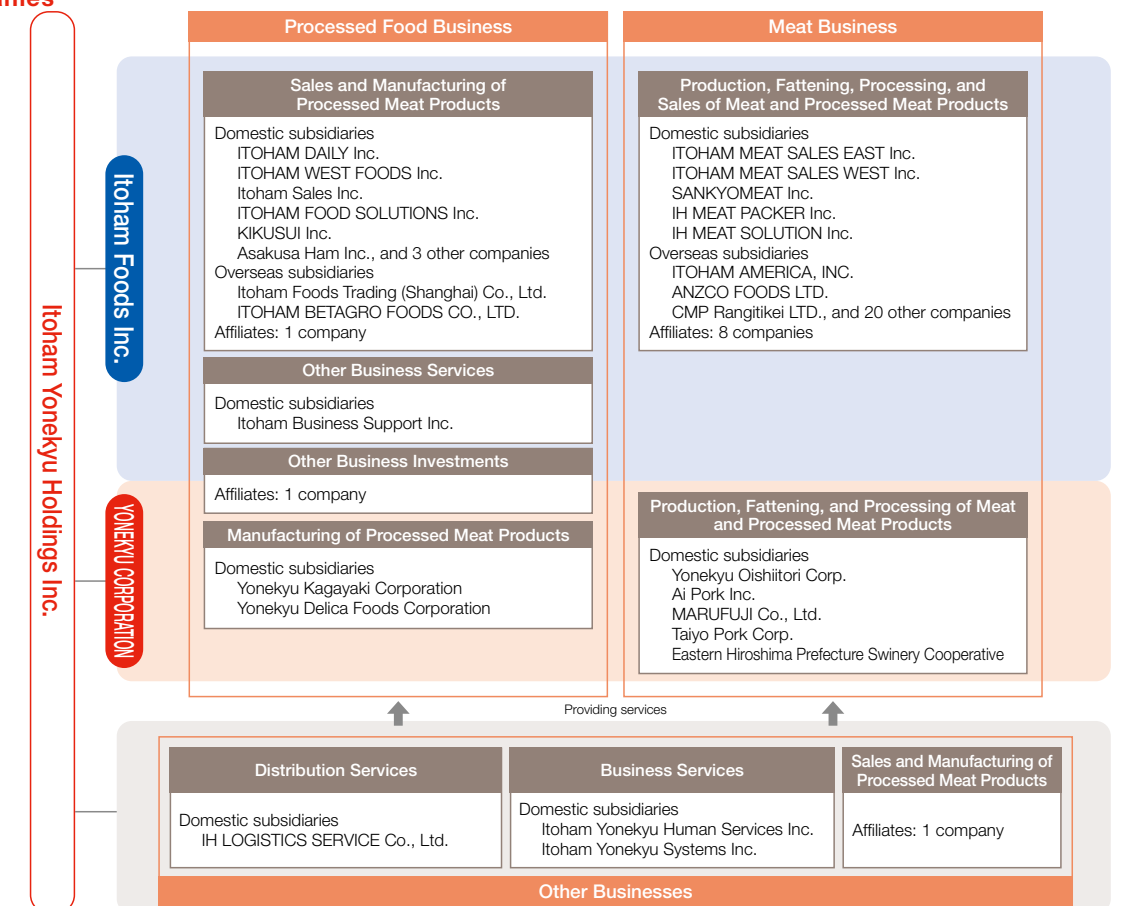 Itoham Yonekyu Holdings Inc.
Itoham Foods Inc.
YONEKYU CORPORATION
Processed Food Business
Sales and Manufacturing of
Processed Meat Products
Domestic subsidiaries
ITOHAM DAILY Inc.
ITOHAM WEST FOODS Inc.
Itoham Sales Inc.
ITOHAM FOOD SOLUTIONS Inc.
KIKUSUI Inc.
Asakusa Ham Inc., and 3 other companies
Overseas subsidiaries
Itoham Foods Trading (Shanghai) Co., Ltd.
ITOHAM BETAGRO FOODS CO., LTD.
Affiliates: 1 company
Other Business Services
Domestic subsidiaries
Itoham Business Support Inc.
Other Business Investments
Affiliates: 1 company
Manufacturing of Processed Meat Products
Domestic subsidiaries
Yonekyu Kagayaki Corporation
Yonekyu Delica Foods Corporation
Meat Business
Production, Fattening, Processing, and
Sales of Meat and Processed Meat Products
Domestic subsidiaries
ITOHAM MEAT SALES EAST Inc.
ITOHAM MEAT SALES WEST Inc.
SANKYOMEAT Inc.
IH MEAT PACKER Inc.
IH MEAT SOLUTION Inc.
Overseas subsidiaries
ITOHAM AMERICA, INC.
ANZCO FOODS LTD.
CMP Rangitikei LTD., and 20 other companies
Affiliates: 8 companies
Production, Fattening, and Processing of Meat
and Processed Meat Products
Domestic subsidiaries
Yonekyu Oishiitori Corp.
Ai Pork Inc.
MARUFUJI Co., Ltd.
Taiyo Pork Corp.
Eastern Hiroshima Prefecture Swinery Cooperative
Providing services
Distribution Services
Domestic subsidiaries
IH LOGISTICS SERVICE Co., Ltd.
Business Services
Domestic subsidiaries
Itoham Yonekyu Human Services Inc.
Itoham Yonekyu Systems Inc.
Sales and Manufacturing of
Processed Meat Products
Affiliates: 1 company
Other Businesses